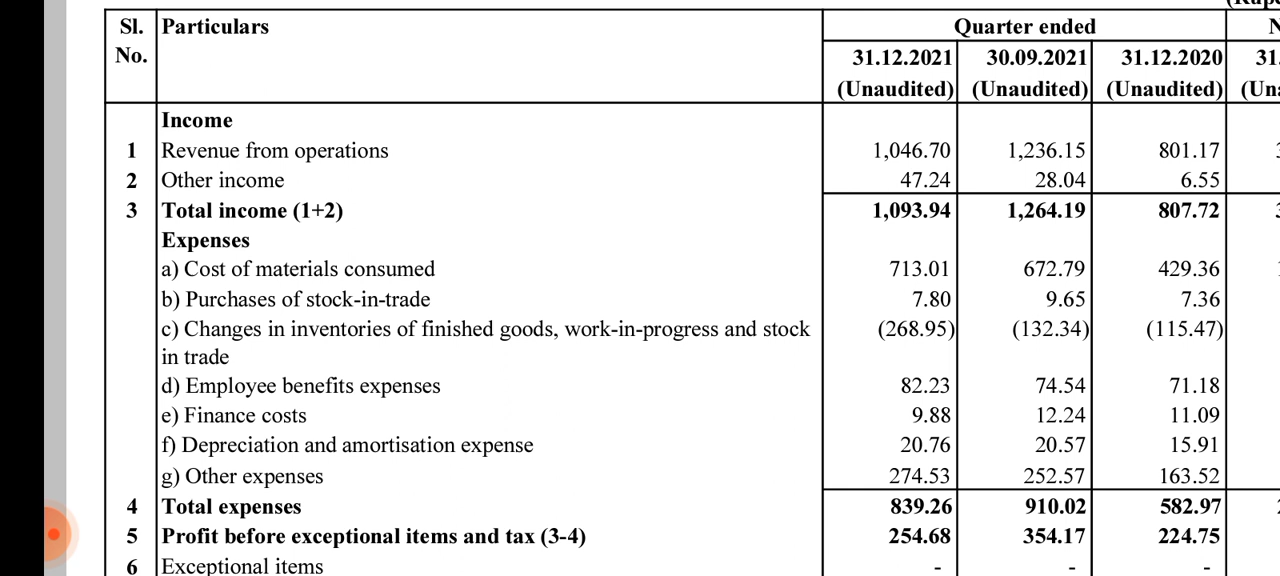 Sl. Particulars Quarter ended
No. 31.12.2021 30.09.2021 31.12.2020
(Unaudited) (Unaudited) (Unaudited)
Income
1 Revenue from operations 1,046.70 1,236.15 801.17
2 Other income 47.24 28.04 6.55
3 Total income (1+2) 1,093.94 1,264.19 807.72
Expenses
a) Cost of materials consumed 713.01 672.79 429.36
b) Purchases of stock-in-trade 7.80 9.65 7.36
c) Changes in inventories of finished goods, work-in-progress and stock (268.95) (132.34) (115.47)
in trade
d) Employee benefits expenses 82.23 74.54 71.18
e) Finance costs 9.88 12.24 11.09
f) Depreciation and amortisation expense 20.76 20.57 15.91
g) Other expenses 274.53 252.57 163.52
4 Total expenses 839.26 910.02 582.97
5 Profit before exceptional items and tax (3-4) 254.68 354.17 224.75
6 Exceptional items - - -